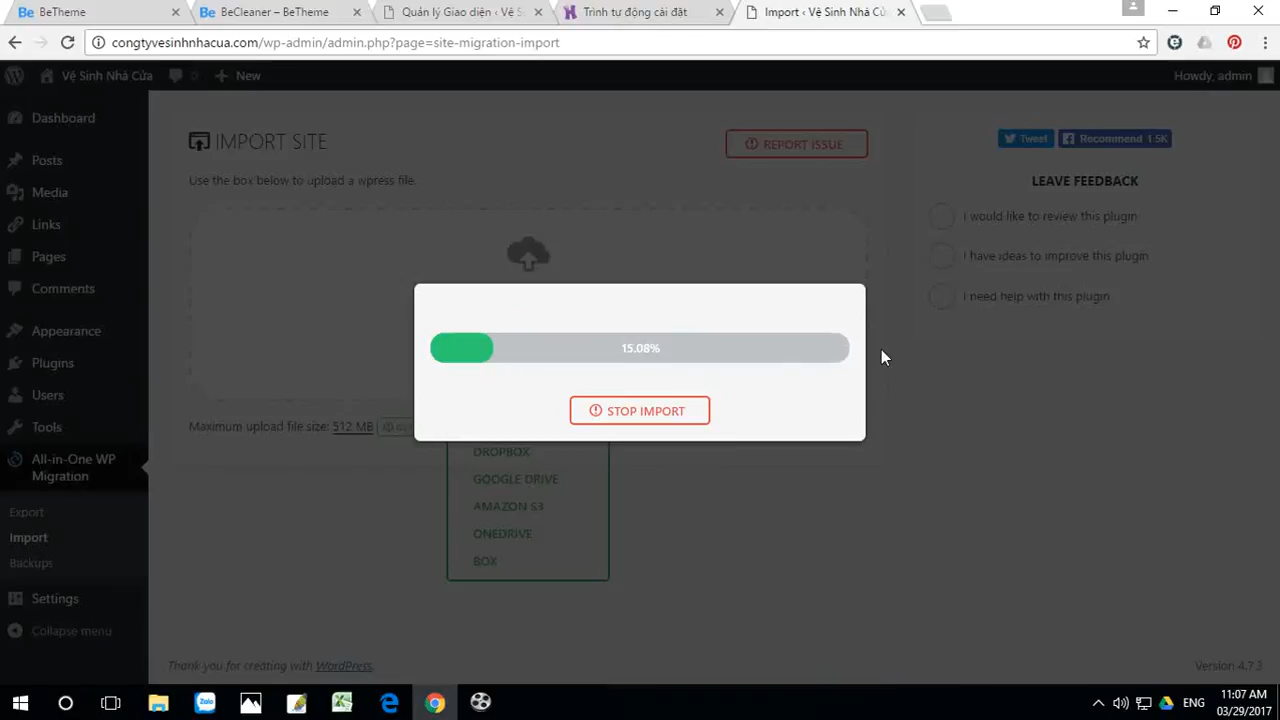 BeTheme
BeCleaner – BeTheme
Quản lý Giao diện ‹ Vệ S
Trình tự động cài đặt
Import ‹ Vệ Sinh Nhà Cử
congtyvesinhnhacua.com/wp-admin/admin.php?page=site-migration-import
Vệ Sinh Nhà Cửa
0
New
Howdy, admin
Dashboard
Posts
Media
Links
Pages
Comments
Appearance
Plugins
Users
Tools
All-in-One WP
Migration
Export
Import
Backups
Settings
Collapse menu
IMPORT SITE
REPORT ISSUE
Use the box below to upload a wpress file.
15.08%
STOP IMPORT
Maximum upload file size: 512 MB
DROPBOX
GOOGLE DRIVE
AMAZON S3
ONEDRIVE
BOX
Tweet
Recommend 1.5K
LEAVE FEEDBACK
I would like to review this plugin
I have ideas to improve this plugin
I need help with this plugin
Thank you for creating with WordPress.
Version 4.7.3
Zalo
ENG
11:07 AM
03/29/2017